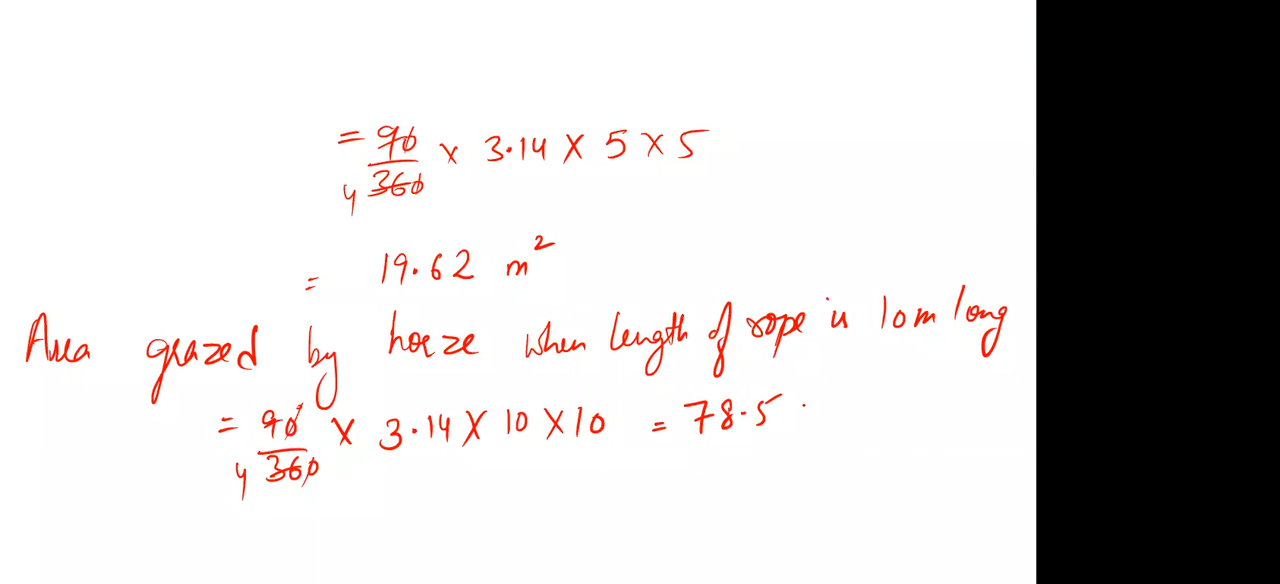 = 90/360 × 3.14 × 5 × 5
4
= 19.62 m²
Area grazed by horze when length of rope is 10m long
= 90/360 × 3.14 × 10 × 10 = 78.5
4